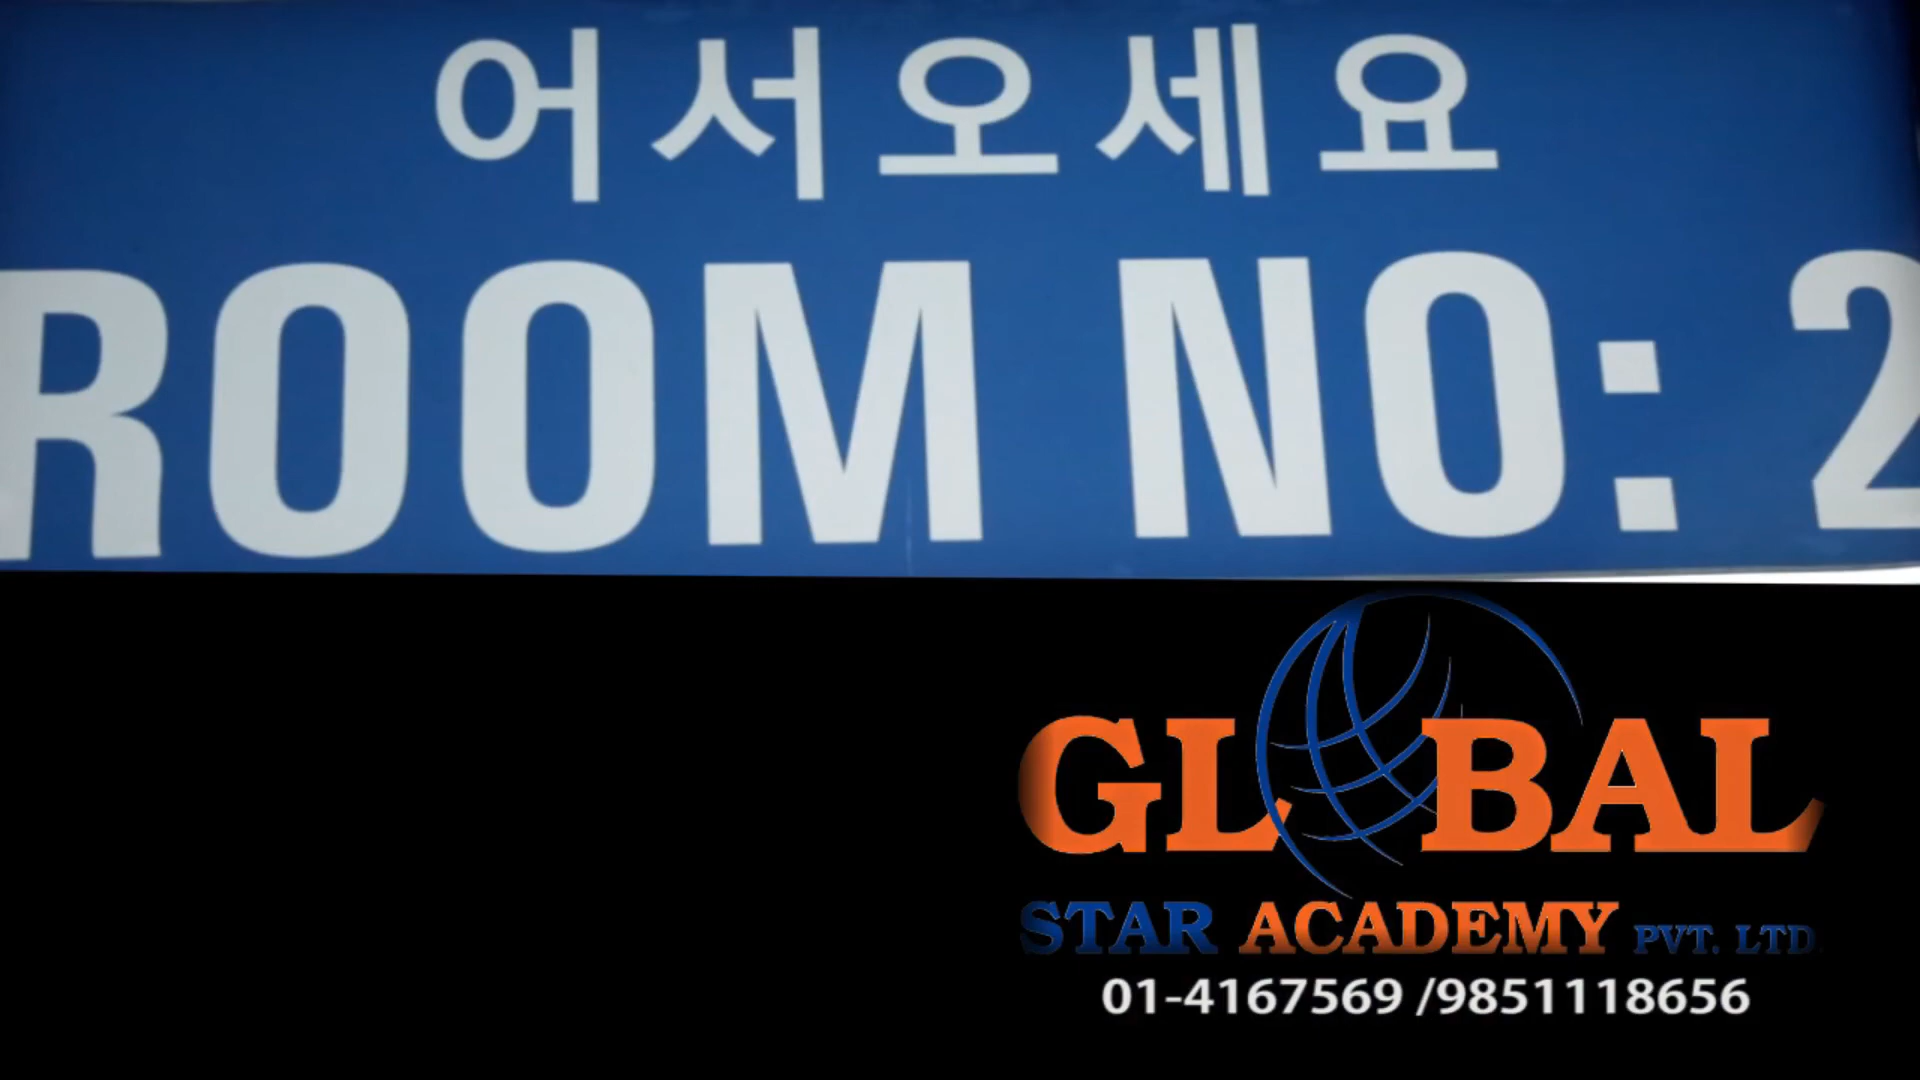 어서오세요
ROOM NO: 2
GLOBAL
STAR ACADEMY PVT. LTD
01-4167569 /9851118656